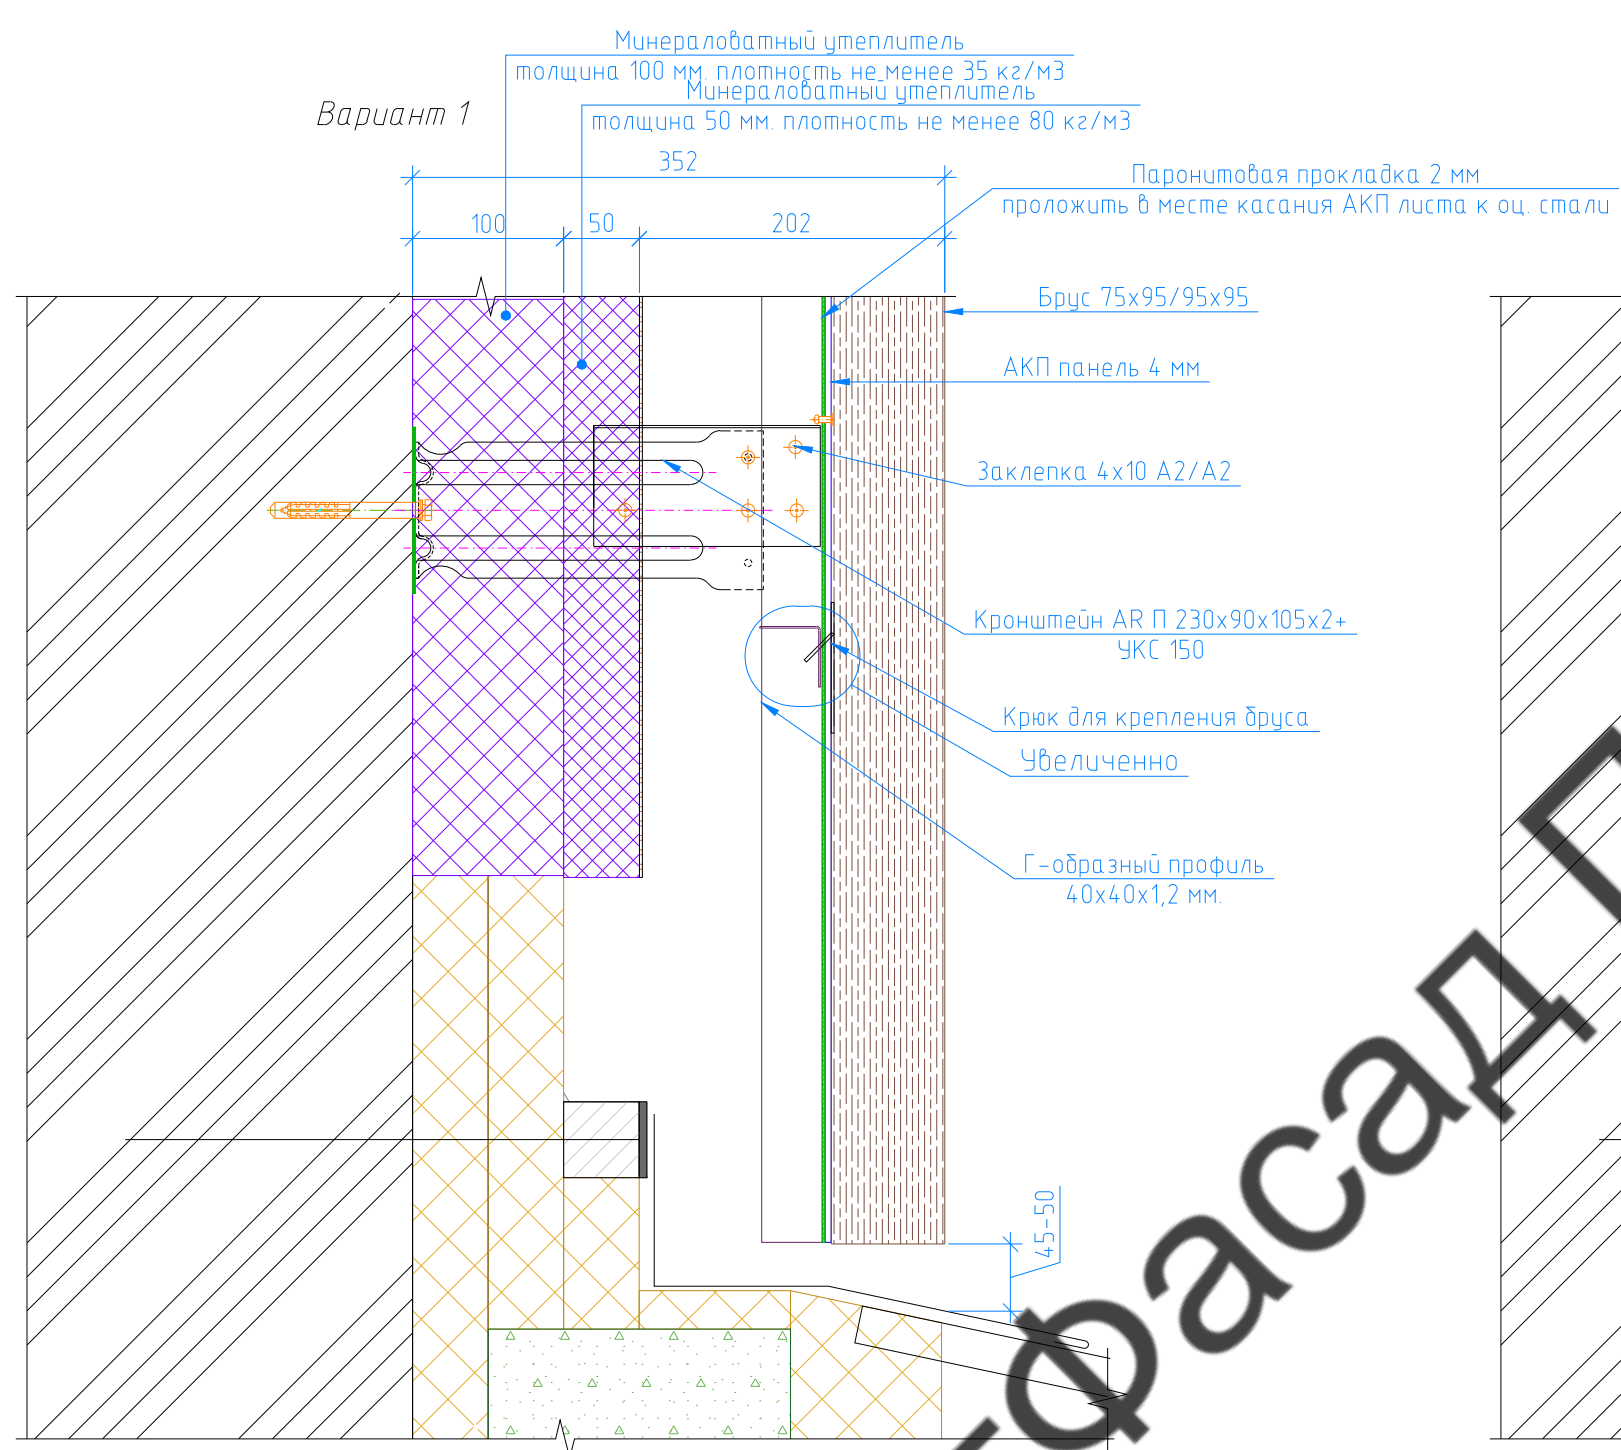 Минераловатный утеплитель
толщина 100 мм. плотность не менее 35 кг/м3
Минераловатный утеплитель
толщина 50 мм. плотность не менее 80 кг/м3
Вариант 1
352
100
50
202
Паронитовая прокладка 2 мм
проложить в месте касания АКП листа к оц. стали
Брус 75х95/95х95
АКП панель 4 мм
Заклепка 4х10 А2/А2
Кронштейн AR П 230х90х105х2+
УКС 150
Крюк для крепления бруса
Увеличенно
Г-образный профиль
40х40х1,2 мм.
45-50
Фасад П